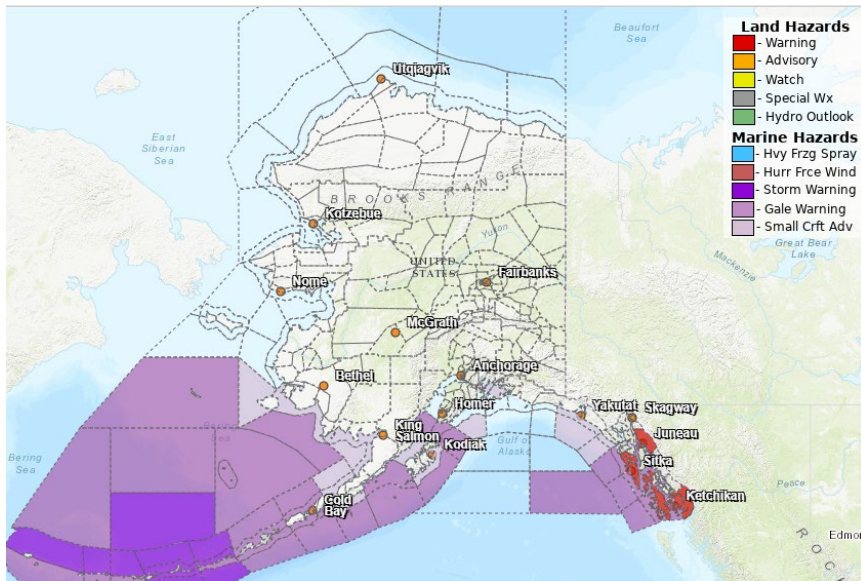 Land Hazards
- Warning
- Advisory
- Watch
- Special Wx
- Hydro Outlook
Marine Hazards
- Hvy Frzg Spray
- Hurr Frce Wind
- Storm Warning
- Gale Warning
- Small Crft Adv
Beaufort
Sea
Utqiagvik
East
Siberian
Sea
BROOKS RANGE
Kotzebue
Yukon
Great Bear
Lake
Mackenzie
UNITED
STATES
Fairbanks
Nome
McGrath
Anchorage
Bethel
Homer
Yakutat
Skagway
King
Salmon
Juneau
Kodiak
Gulf of
Alaska
Sitka
Bering
Sea
Peace
Ketchikan
Cold
Bay
Edmo
ROC